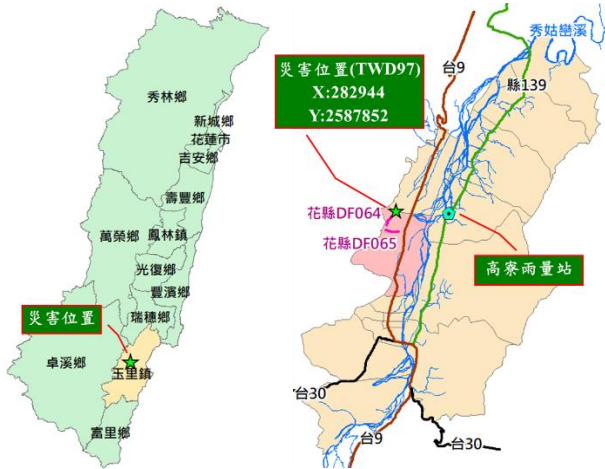 秀林鄉
新城鄉
花蓮市
吉安鄉
壽豐鄉
萬榮鄉
鳳林鎮
光復鄉
豐濱鄉
瑞穗鄉
災害位置
卓溪鄉
玉里鎮
富里鄉
秀姑巒溪
台9
縣139
災害位置(TWD97)
X:282944
Y:2587852
花縣DF064
花縣DF065
高寮雨量站
台30
台9
台30